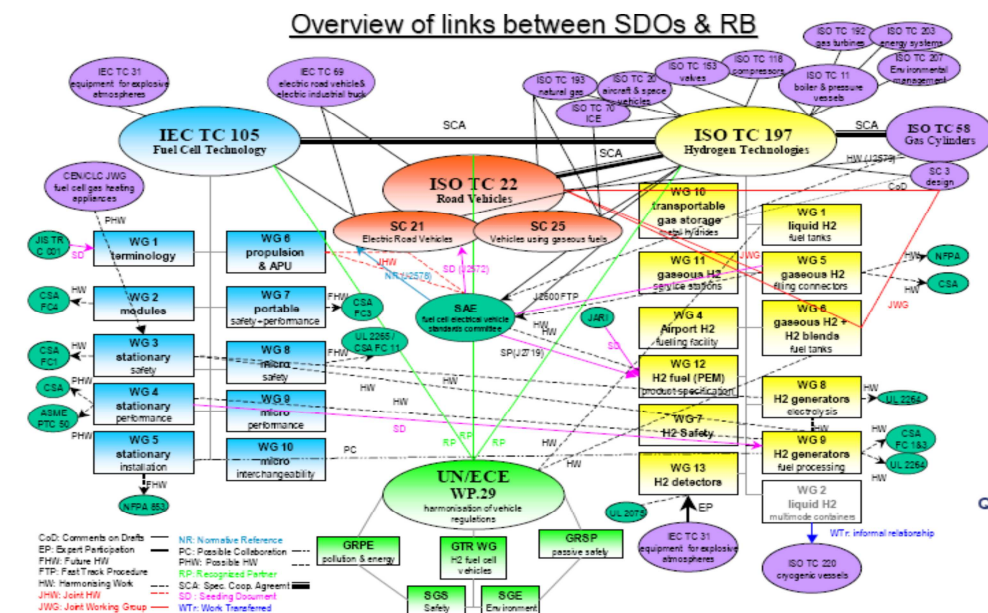 Overview of links between SDOs & RB
IEC TC 31
equipment for explosive
atmospheres
IEC TC 69
electric road vehicle&
electric industrial truck
ISO TC 193
natural gas
ISO TC 20
aircraft & space
vehicles
ISO TC 70
ICE
ISO TC 153
valves
ISO TC 118
compressors
ISO TC 192
gas turbines
ISO TC 203
energy systems
ISO TC 207
Environmental
management
ISO TC 11
boiler & pressure
vessels
IEC TC 105
Fuel Cell Technology
SCA
ISO TC 197
Hydrogen Technologies
SCA
ISO TC 58
Gas Cylinders
SC 3
design
SCA
HW (J2579)
CoD
ISO TC 22
Road Vehicles
SC 21
Electric Road Vehicles
SC 25
Vehicles using gaseous fuels
CEN/CLC JWG
fuel cell gas heating
appliances
PHW
JIS TR
C 001
SD
WG 1
terminology
WG 6
propulsion
& APU
JHW
NR (J2578)
SD (J2572)
HW
CSA
FC4
WG 2
modules
WG 7
portable
safety+performance
FHW
CSA
FC3
UL 2265/
CSA FC 11
FHW
HW
CSA
FC1
WG 3
stationary
safety
WG 8
micro
safety
CSA
PHW
WG 4
stationary
performance
WG 9
micro
performance
ASME
PTC 50
PHW
WG 5
stationary
installation
WG 10
micro
interchangeability
FHW
NFPA 853
SAE
fuel cell electrical vehicle
standards committee
J2600 FTP
HW
HW
SP(J2719)
JARI
SD
HW
HW
HW
SD
PC
RP
RP
RP
HW
HW
HW
WG 10
transportable
gas storage
metal-hydrides
WG 1
liquid H2
fuel tanks
WG 11
gaseous H2
service stations
JWG
WG 5
gaseous H2
filling connectors
HW
HW
NFPA
CSA
WG 4
Airport H2
fuelling facility
WG 6
gaseous H2 +
H2 blends
fuel tanks
JWG
WG 12
H2 fuel (PEM)
product specification
WG 8
H2 generators
electrolysis
HW
UL 2264
WG 7
H2 Safety
HW
WG 9
H2 generators
fuel processing
HW
CSA
FC 1&3
UL 2264
HW
WG 13
H2 detectors
WG 2
liquid H2
multimode containers
UL 2075
EP
IEC TC 31
equipment for explosive
atmospheres
WTr: informal relationship
ISO TC 220
cryogenic vessels
UN/ECE
WP.29
harmonisation of vehicle
regulations
GRPE
pollution & energy
GTR WG
H2 fuel cell
vehicles
GRSP
passive safety
SGS
Safety
SGE
Environment
CoD: Comments on Drafts
EP: Expert Participation
FHW: Future HW
FTP: Fast Track Procedure
HW: Harmonising Work
JHW: Joint HW
JWG: Joint Working Group
NR: Normative Reference
PC: Possible Collaboration
PHW: Possible HW
RP: Recognized Partner
SCA: Spec. Coop. Agreemt
SD : Seeding Document
WTr: Work Transferred